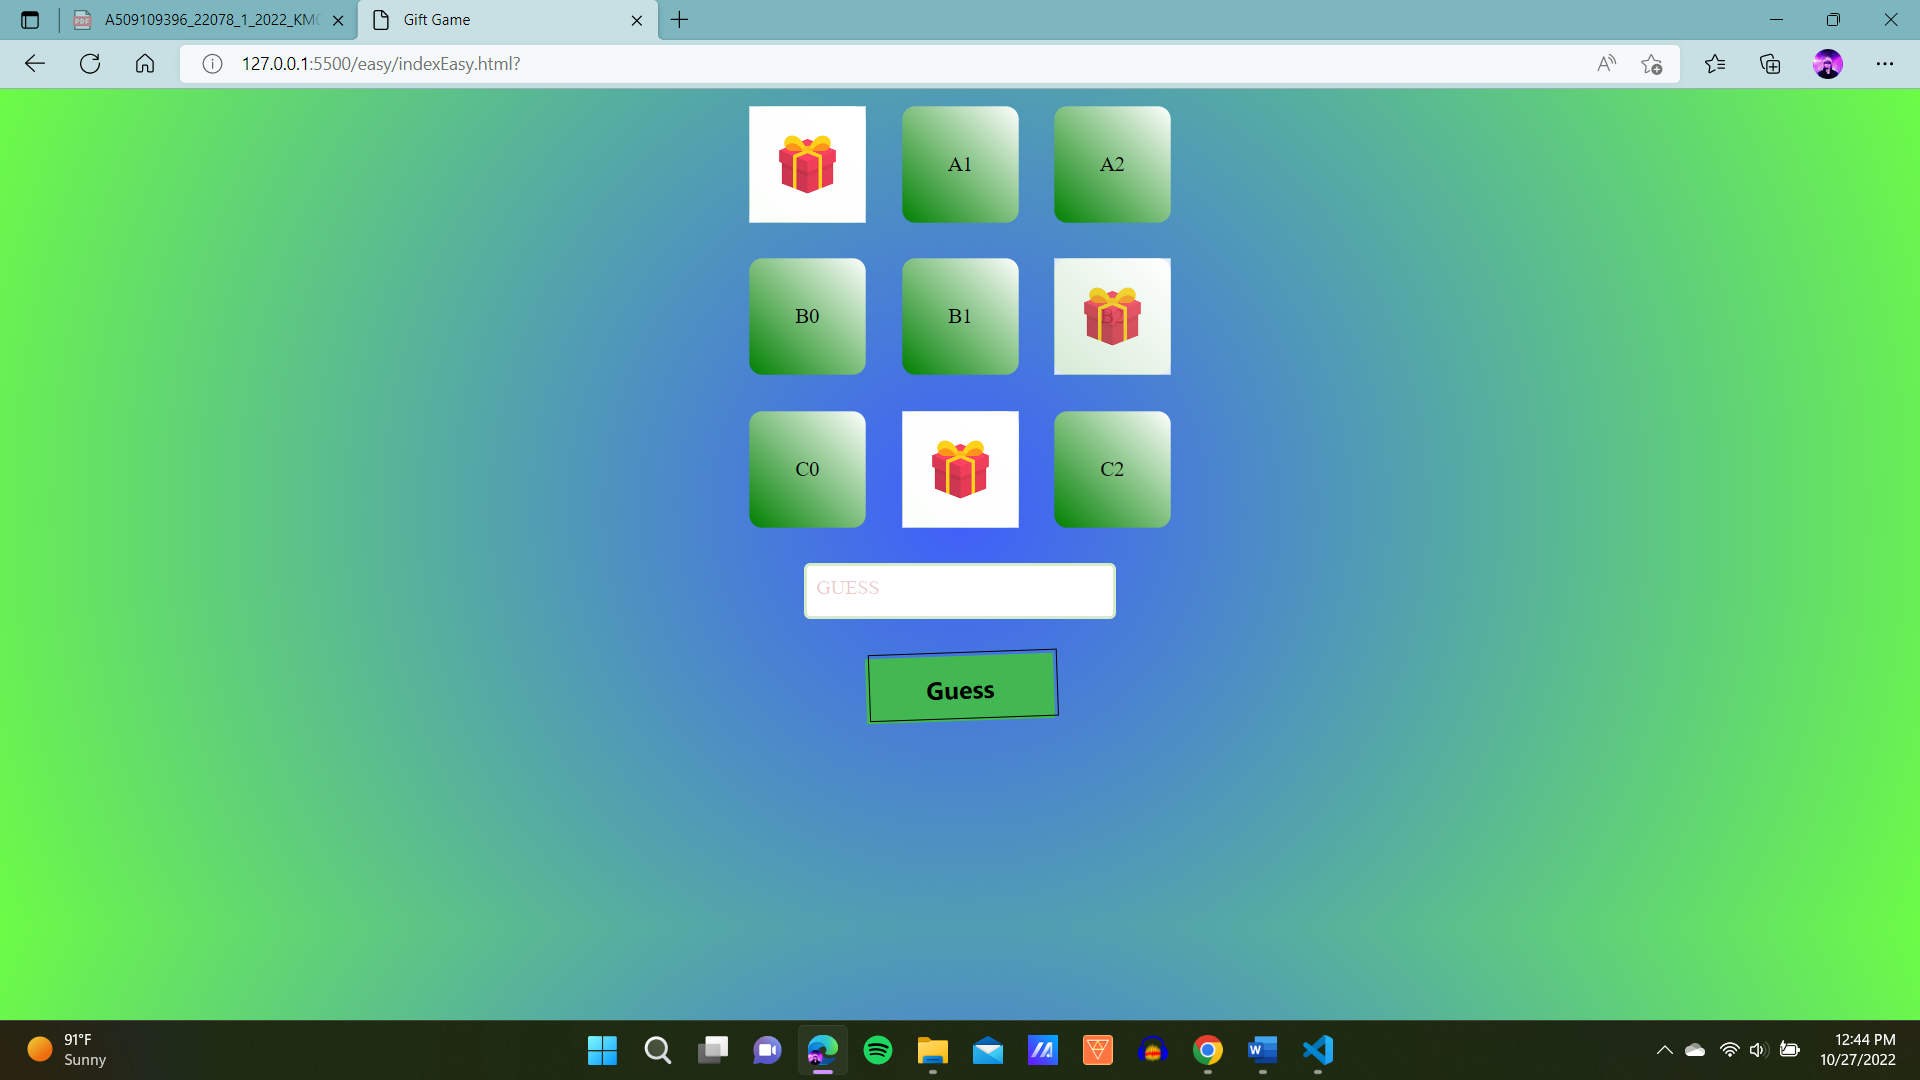 A509109396_22078_1_2022_KM
Gift Game
127.0.0.1:5500/easy/indexEasy.html?
A1
A2
B0
B1
B2
C0
C2
GUESS
Guess
91°F
Sunny
12:44 PM
10/27/2022